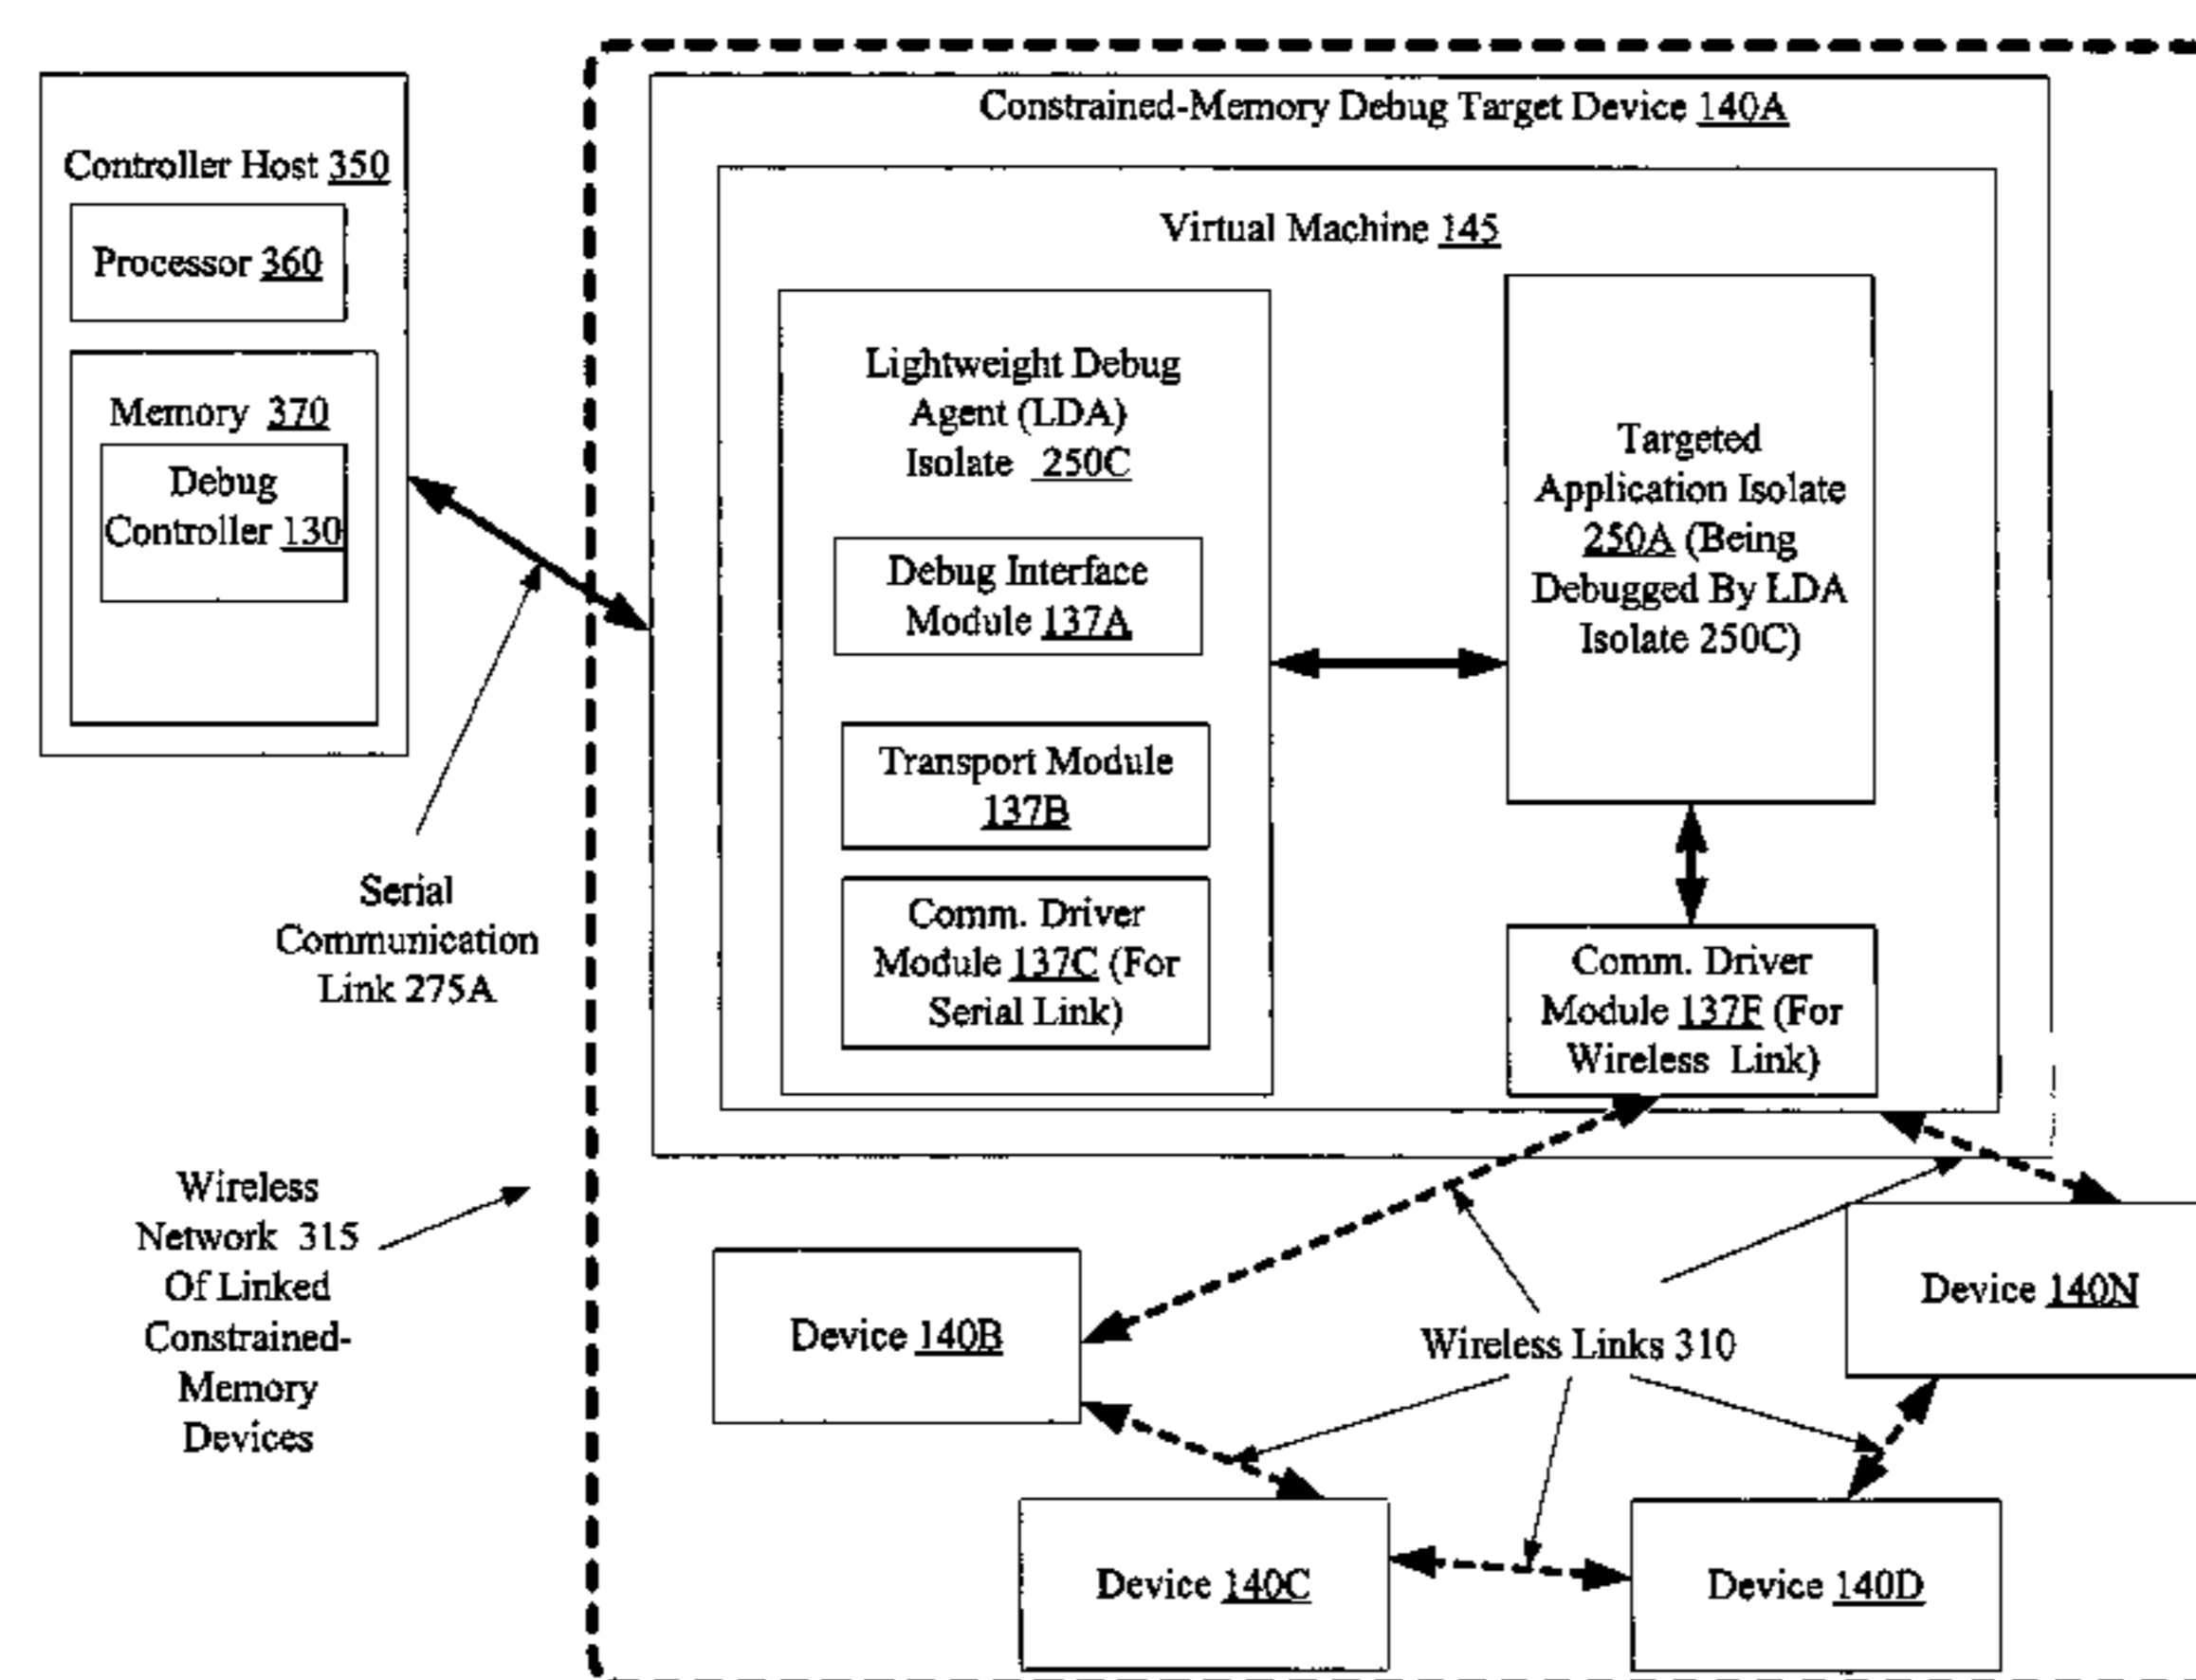 Constrained-Memory Debug Target Device 140A
Controller Host 350
Processor 360
Memory 370
Debug
Controller 130
Virtual Machine 145
Lightweight Debug
Agent (LDA)
Isolate 250C
Debug Interface
Module 137A
Transport Module
137B
Comm. Driver
Module 137C (For
Serial Link)
Targeted
Application Isolate
250A (Being
Debugged By LDA
Isolate 250C)
Comm. Driver
Module 137F (For
Wireless Link)
Serial
Communication
Link 275A
Wireless
Network 315
Of Linked
Constrained-
Memory
Devices
Device 140B
Wireless Links 310
Device 140N
Device 140C
Device 140D